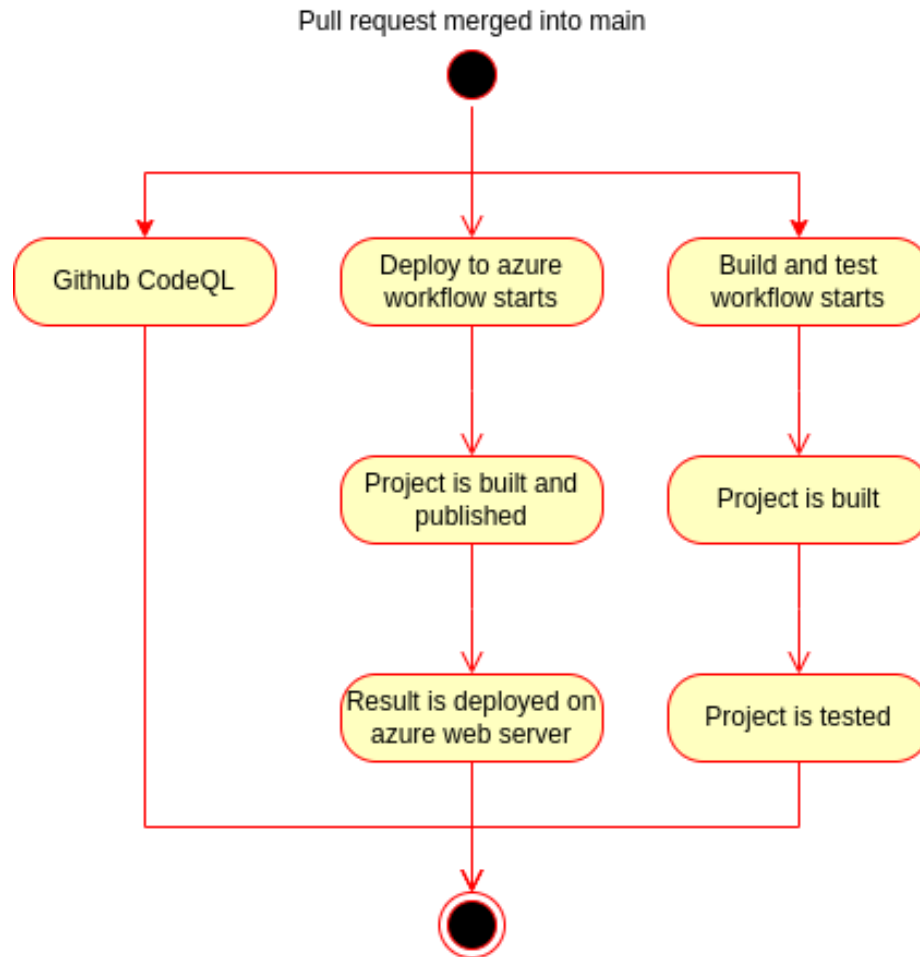 Pull request merged into main
Github CodeQL
Deploy to azure
workflow starts
Build and test
workflow starts
Project is built and
published
Project is built
Result is deployed on
azure web server
Project is tested